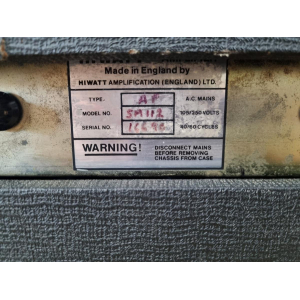 Made in England by
HIWATT AMPLIFICATION (ENGLAND) LTD.
TYPE. AP A.C. MAINS
MODEL NO. SM112 105/250 VOLTS
SERIAL NO. 40/60 CYCLES
WARNING! DISCONNECT MAINS
BEFORE REMOVING
CHASSIS FROM CASE